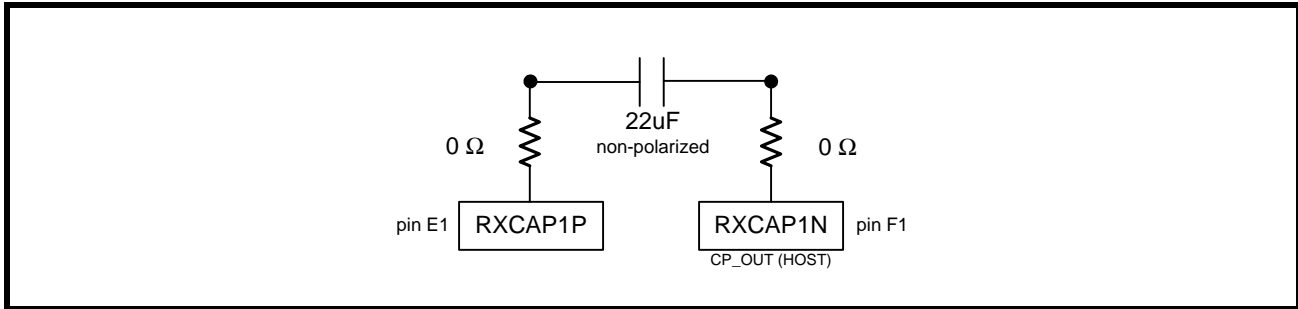 22uF
non-polarized
0 Ω
0 Ω
pin E1
RXCAP1P
RXCAP1N
pin F1
CP_OUT (HOST)